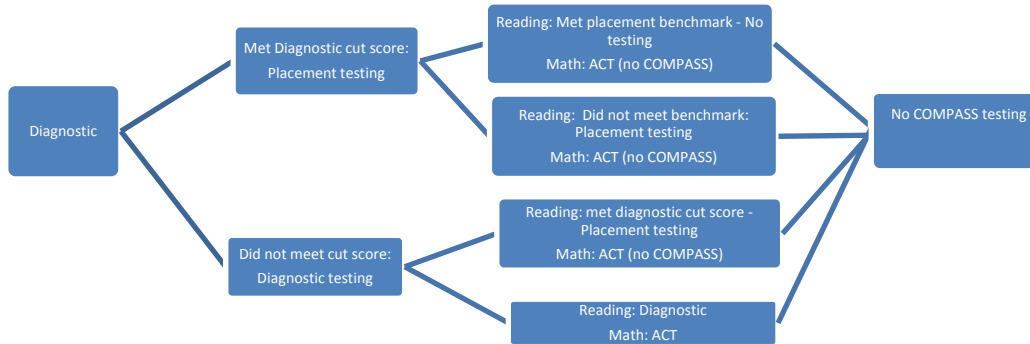 Diagnostic
Met Diagnostic cut score:
Placement testing
Did not meet cut score:
Diagnostic testing
Reading: Met placement benchmark - No
testing
Math: ACT (no COMPASS)
Reading:  Did not meet benchmark:
Placement testing
Math: ACT (no COMPASS)
Reading: met diagnostic cut score -
Placement testing
Math: ACT (no COMPASS)
Reading: Diagnostic
Math: ACT
No COMPASS testing